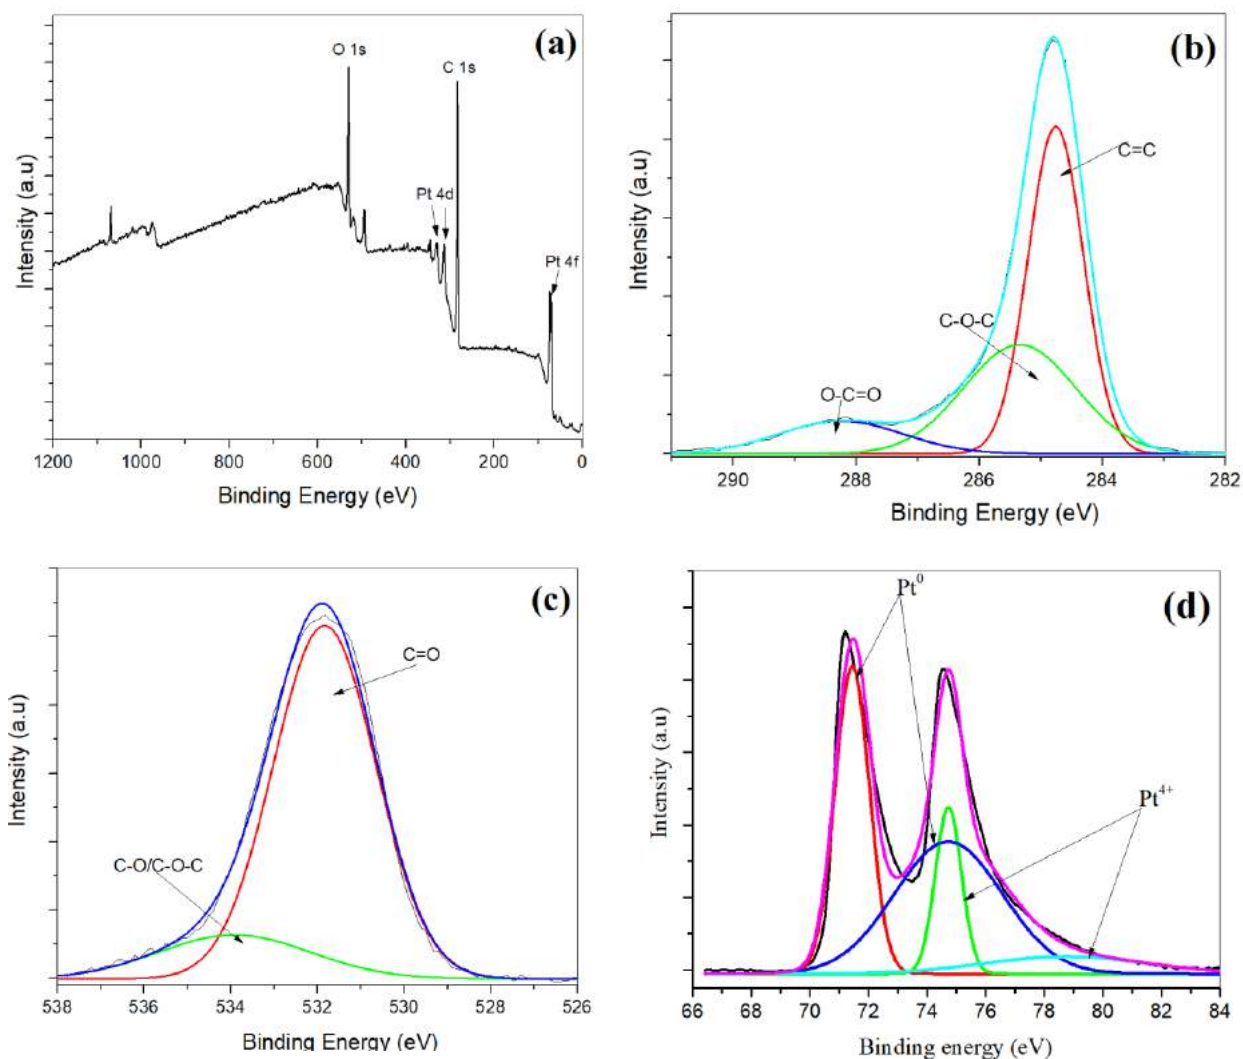 (a)
O 1s
C 1s
Pt 4d
Pt 4f
Intensity (a.u)
1200 1000 800 600 400 200 0
Binding Energy (eV)
(b)
C=C
C-O-C
O-C=O
Intensity (a.u)
290 288 286 284 282
Binding Energy (eV)
(c)
C=O
C-O/C-O-C
Intensity (a.u)
538 536 534 532 530 528 526
Binding Energy (eV)
(d)
Pt⁰
Pt⁴⁺
Intensity (a.u)
66 68 70 72 74 76 78 80 82 84
Binding energy (eV)